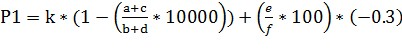 P1 = k * (1 − ((a+c)/(b+d) * 10000)) + (e/f * 100) * (−0.3)